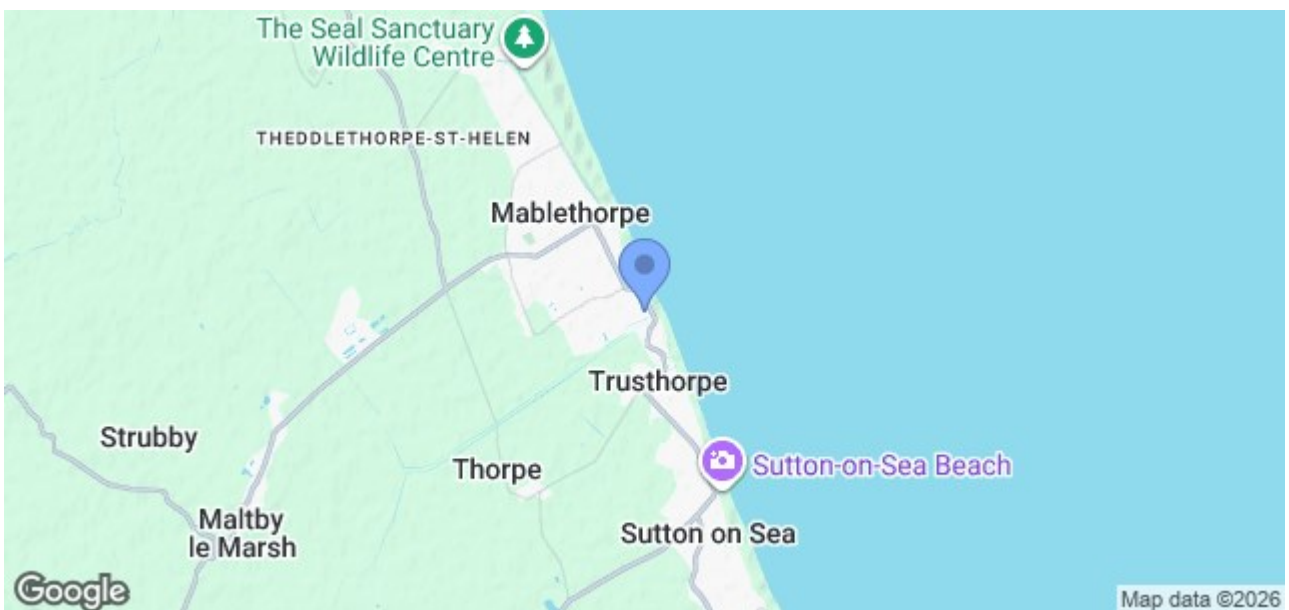 The Seal Sanctuary
Wildlife Centre
THEDDLETHORPE-ST-HELEN
Mablethorpe
Trusthorpe
Strubby
Thorpe
Sutton-on-Sea Beach
Maltby
le Marsh
Sutton on Sea
Google
Map data ©2026